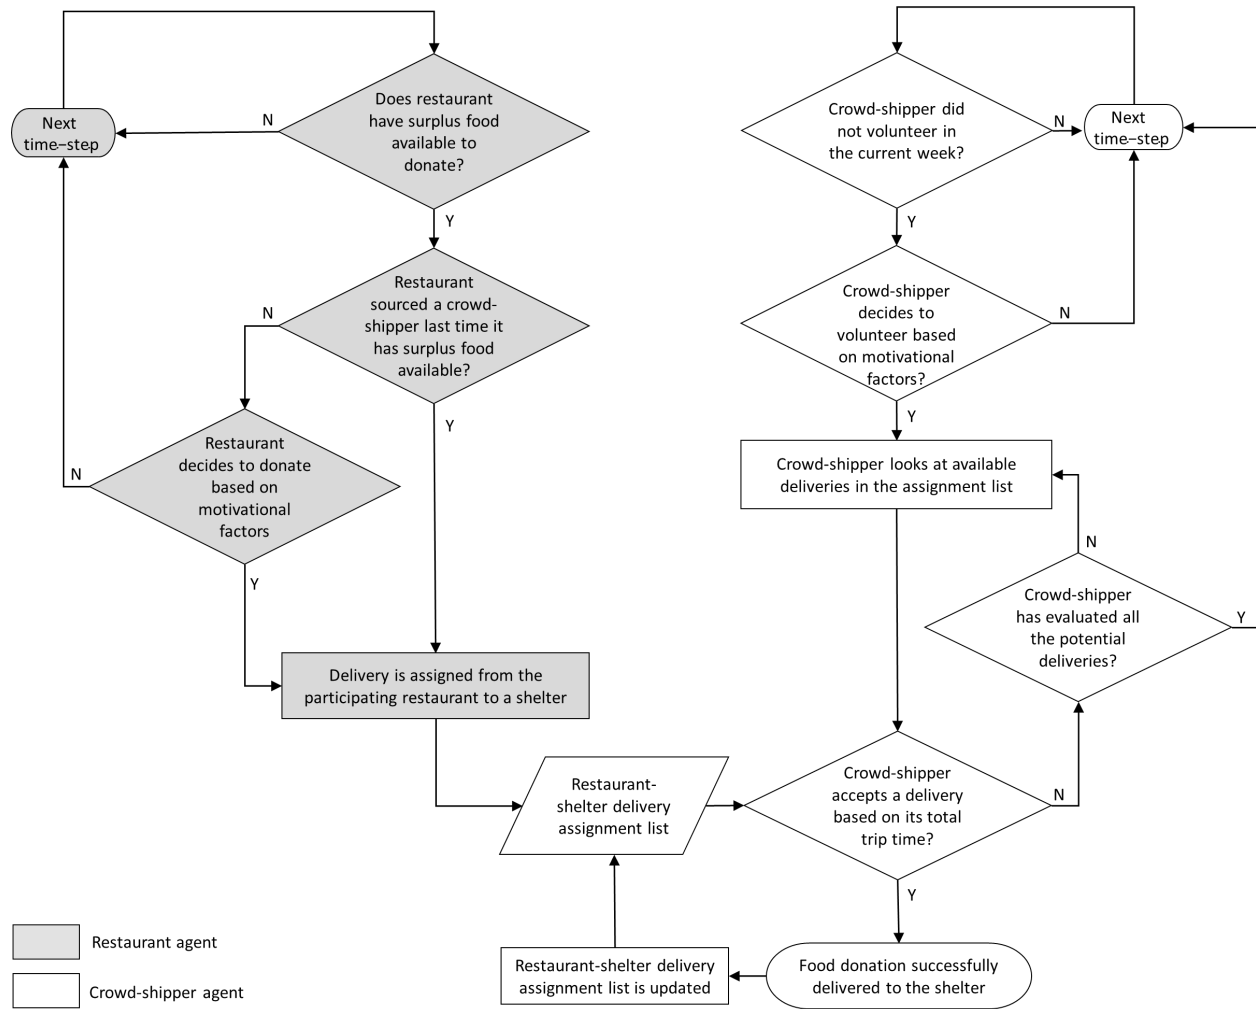 Does restaurant
have surplus food
available to
donate?
N
Next
time–step
Y
Restaurant
sourced a crowd-
shipper last time it
has surplus food
available?
N
Y
Restaurant
decides to donate
based on
motivational
factors
N
Y
Delivery is assigned from the
participating restaurant to a shelter
Restaurant-
shelter delivery
assignment list
Crowd-shipper did
not volunteer in
the current week?
N
Next
time–step
Y
Crowd-shipper
decides to
volunteer based
on motivational
factors?
N
Y
Crowd-shipper looks at available
deliveries in the assignment list
N
Crowd-shipper
has evaluated all
the potential
deliveries?
Y
Crowd-shipper
accepts a delivery
based on its total
trip time?
N
Y
Food donation successfully
delivered to the shelter
Restaurant-shelter delivery
assignment list is updated
Restaurant agent
Crowd-shipper agent